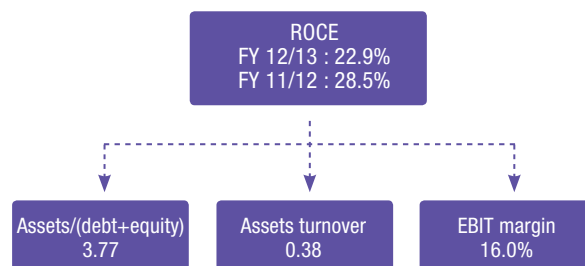 ROCE
FY 12/13 : 22.9%
FY 11/12 : 28.5%
Assets/(debt+equity)
3.77
Assets turnover
0.38
EBIT margin
16.0%